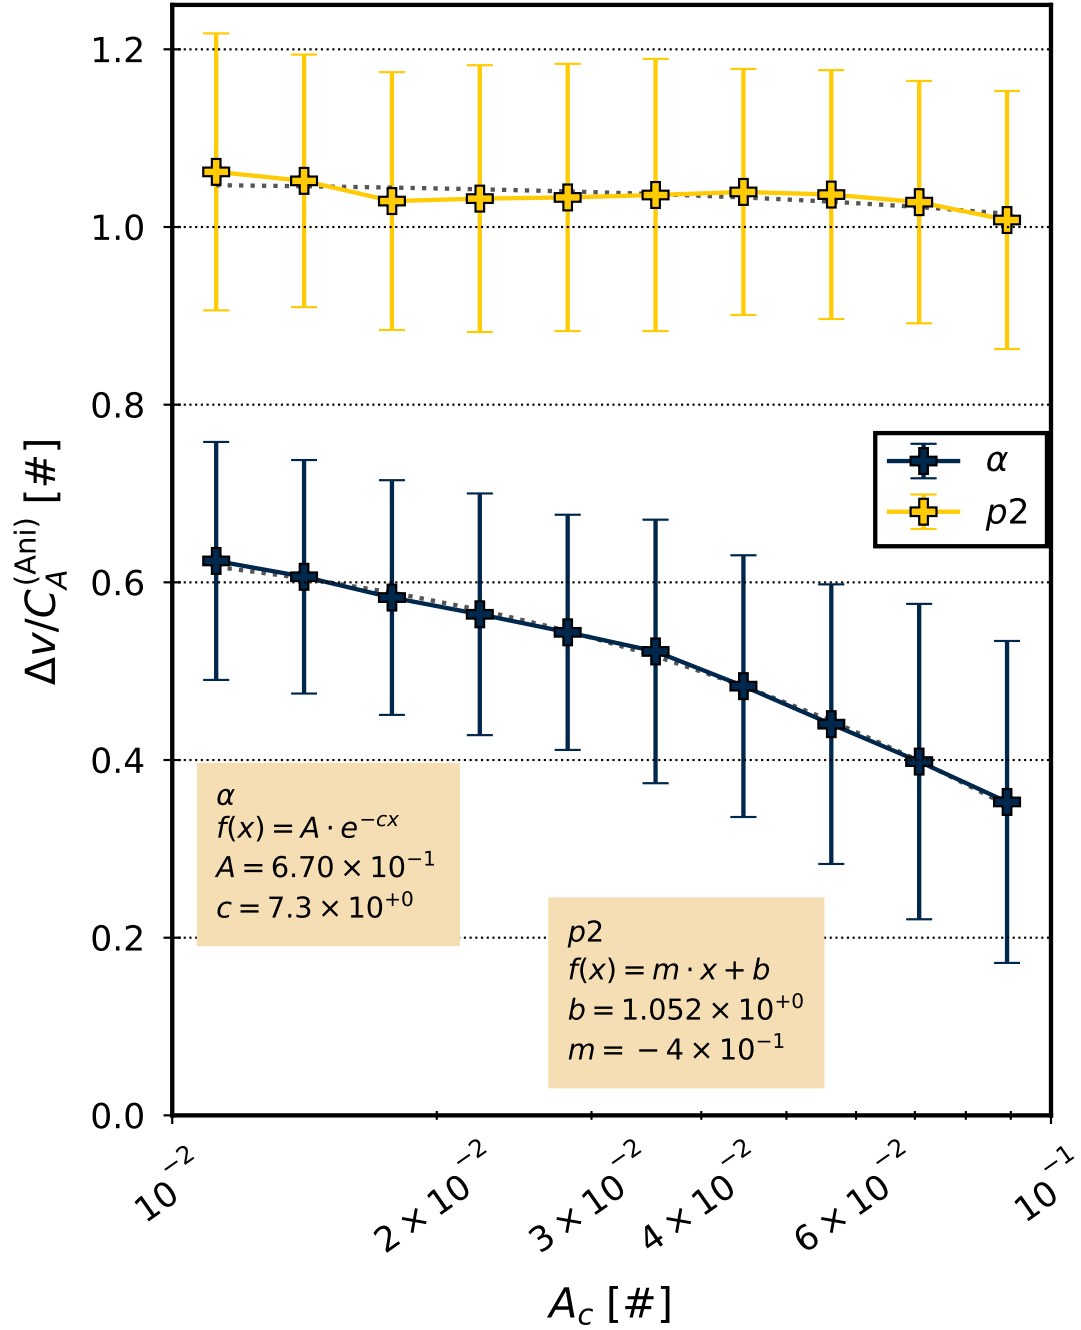 1.2
1.0
0.8
0.6
0.4
0.2
0.0
Δv/C_A^(Ani) [#]
α
p2
α
f(x) = A · e^{−cx}
A = 6.70 × 10^{−1}
c = 7.3 × 10^{+0}
p2
f(x) = m · x + b
b = 1.052 × 10^{+0}
m = − 4 × 10^{−1}
10^{−2}
2 × 10^{−2}
3 × 10^{−2}
4 × 10^{−2}
6 × 10^{−2}
10^{−1}
A_c [#]